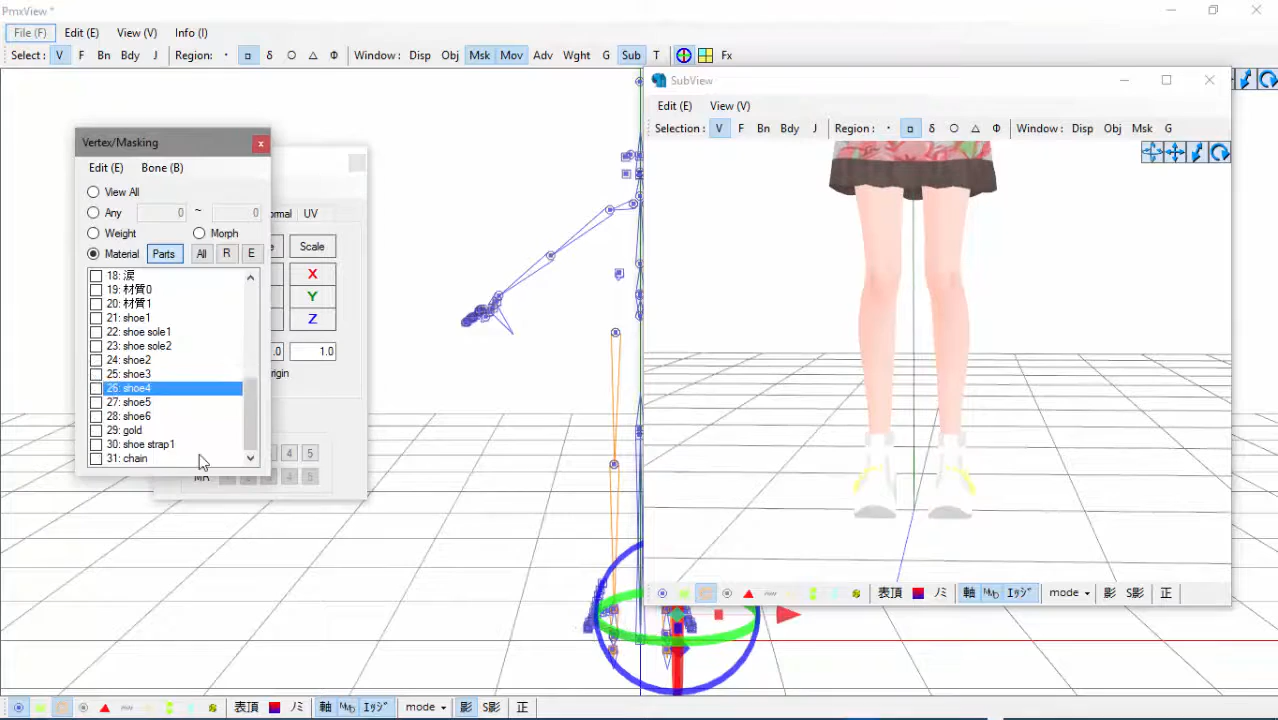 PmxView *
File (F) Edit (E) View (V) Info (I)
Select : V F Bn Bdy J Region: Window : Disp Obj Msk Mov Adv Wght G Sub T Fx
SubView
Edit (E) View (V)
Selection : V F Bn Bdy J Region : δ Φ Window : Disp Obj Msk G
Vertex/Masking
Edit (E) Bone (B)
View All
Any 0 ~ 0
Weight Morph
Material Parts All R E
18: 涙
19: 材質0
20: 材質1
21: shoe1
22: shoe sole1
23: shoe sole2
24: shoe2
25: shoe3
26: shoe4
27: shoe5
28: shoe6
29: gold
30: shoe strap1
31: chain
UV
Scale
X
Y
Z
1.0
4 5
4 5
表頂 ノミ 軸 エッジ mode 影 S影 正
表頂 ノミ 軸 エッジ mode 影 S影 正